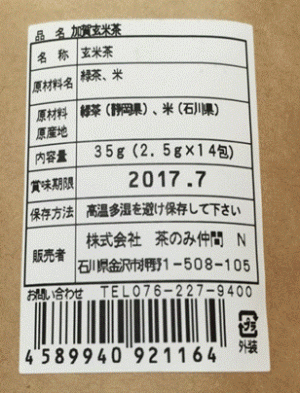 品 名 加賀玄米茶
名 称 玄米茶
原材料名 緑茶、米
原材料原産地 緑茶(静岡県)、米(石川県)
内容量 35g(2.5g×14包)
賞味期限 2017.7
保存方法 高温多湿を避け保存して下さい
販売者 株式会社 茶のみ仲間 N
石川県金沢市押野1-508-105
お問い合わせ TEL076-227-9400
4589940921164
プラ
外装